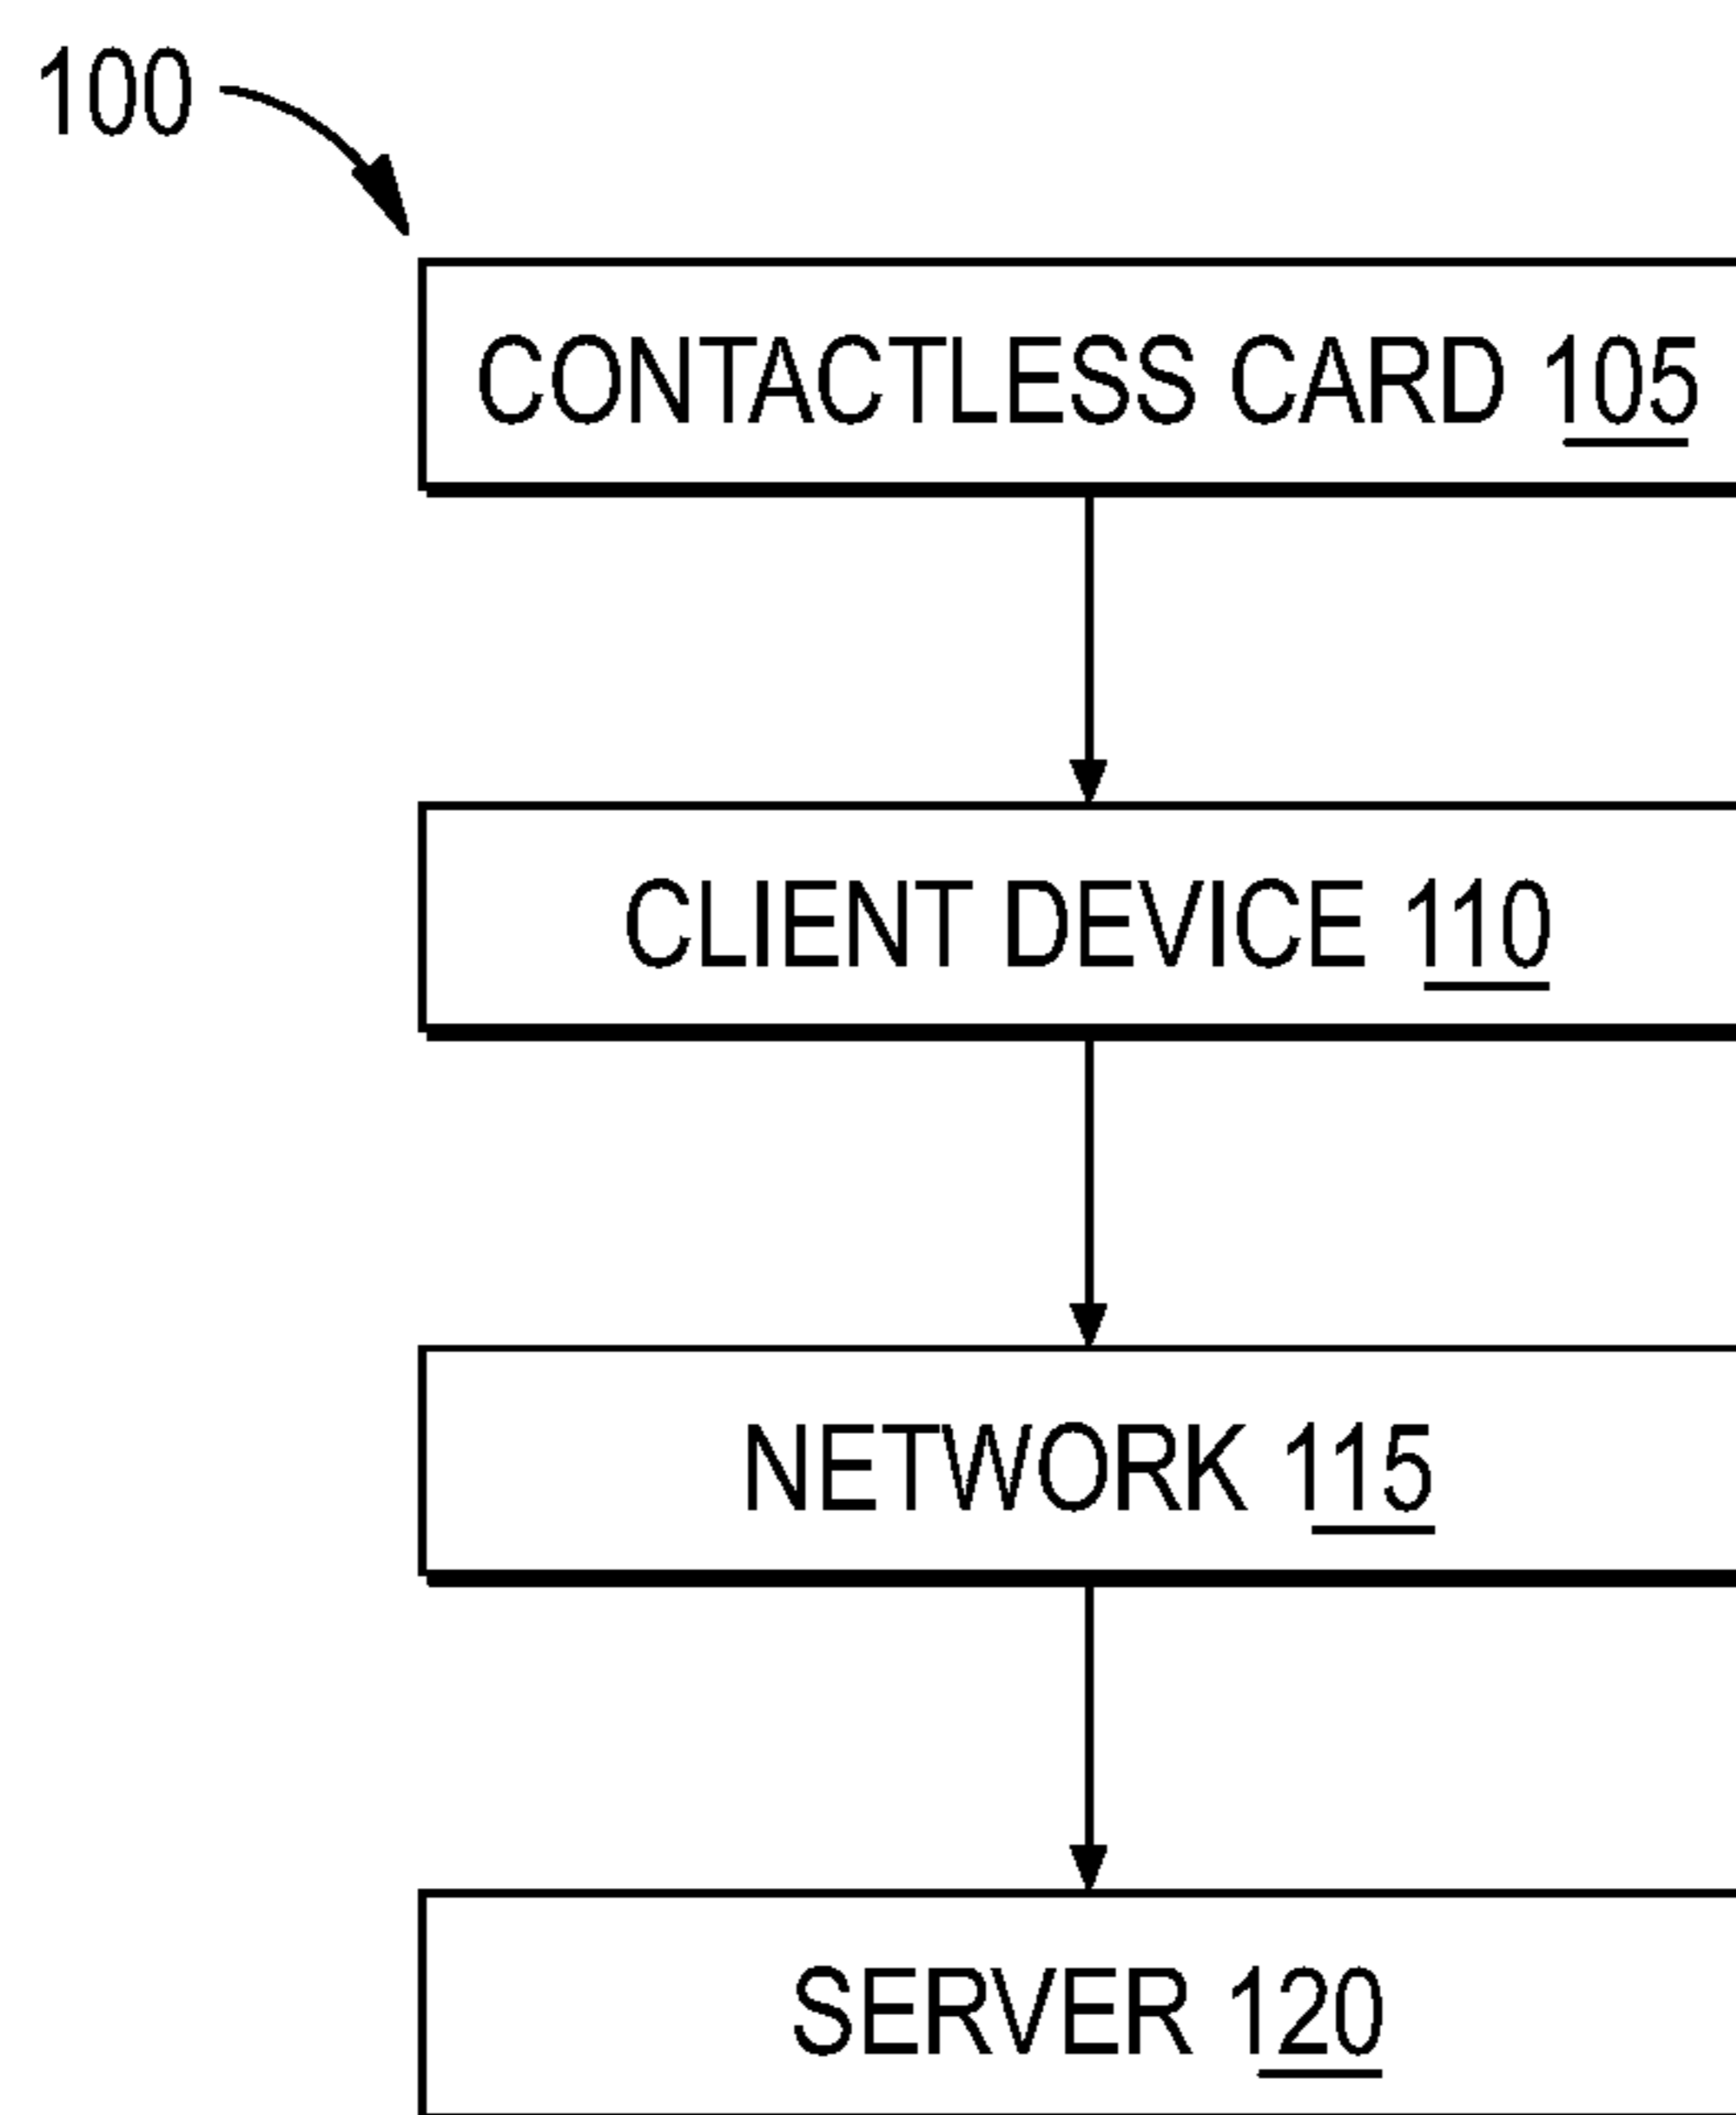 100
CONTACTLESS CARD 105
CLIENT DEVICE 110
NETWORK 115
SERVER 120